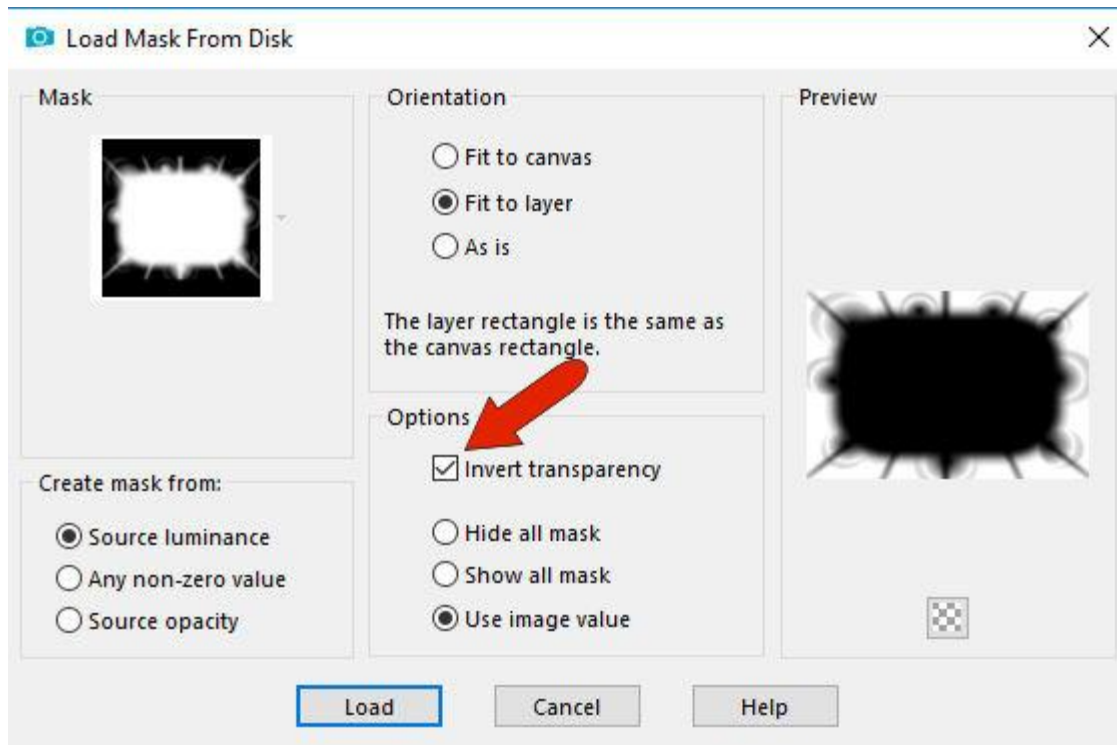 Load Mask From Disk
Mask
Orientation
Preview
Fit to canvas
Fit to layer
As is
The layer rectangle is the same as
the canvas rectangle.
Options
Invert transparency
Create mask from:
Source luminance
Any non-zero value
Source opacity
Hide all mask
Show all mask
Use image value
Load
Cancel
Help